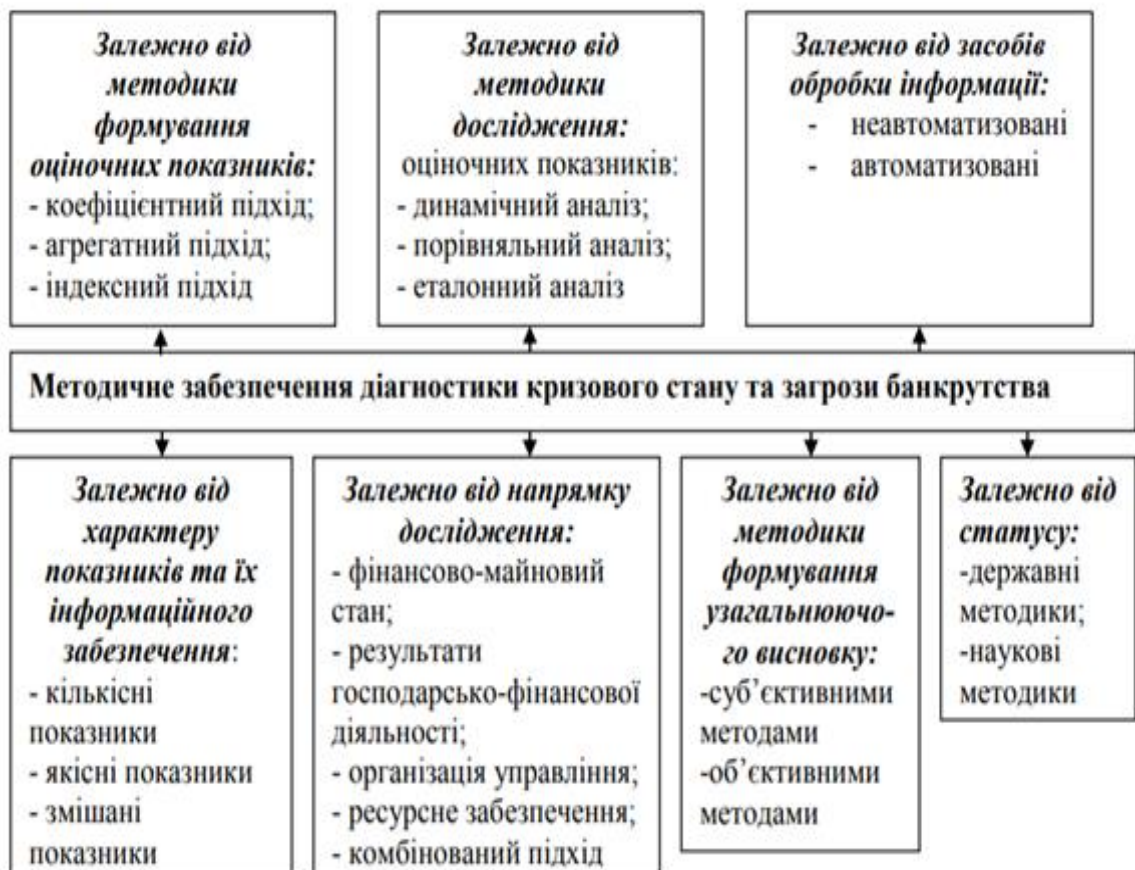 Залежно від
методики
формування
оціночних показників:
- коефіцієнтний підхід;
- агрегатний підхід;
- індексний підхід
Залежно від
методики
дослідження:
оціночних показників:
- динамічний аналіз;
- порівняльний аналіз;
- еталонний аналіз
Залежно від засобів
обробки інформації:
- неавтоматизовані
- автоматизовані
Методичне забезпечення діагностики кризового стану та загрози банкрутства
Залежно від
характеру
показників та їх
інформаційного
забезпечення:
- кількісні
показники
- якісні показники
- змішані
показники
Залежно від напрямку
дослідження:
- фінансово-майновий
стан;
- результати
господарсько-фінансової
діяльності;
- організація управління;
- ресурсне забезпечення;
- комбінований підхід
Залежно від
методики
формування
узагальнюючо-
го висновку:
-суб’єктивними
методами
-об’єктивними
методами
Залежно від
статусу:
-державні
методики;
-наукові
методики